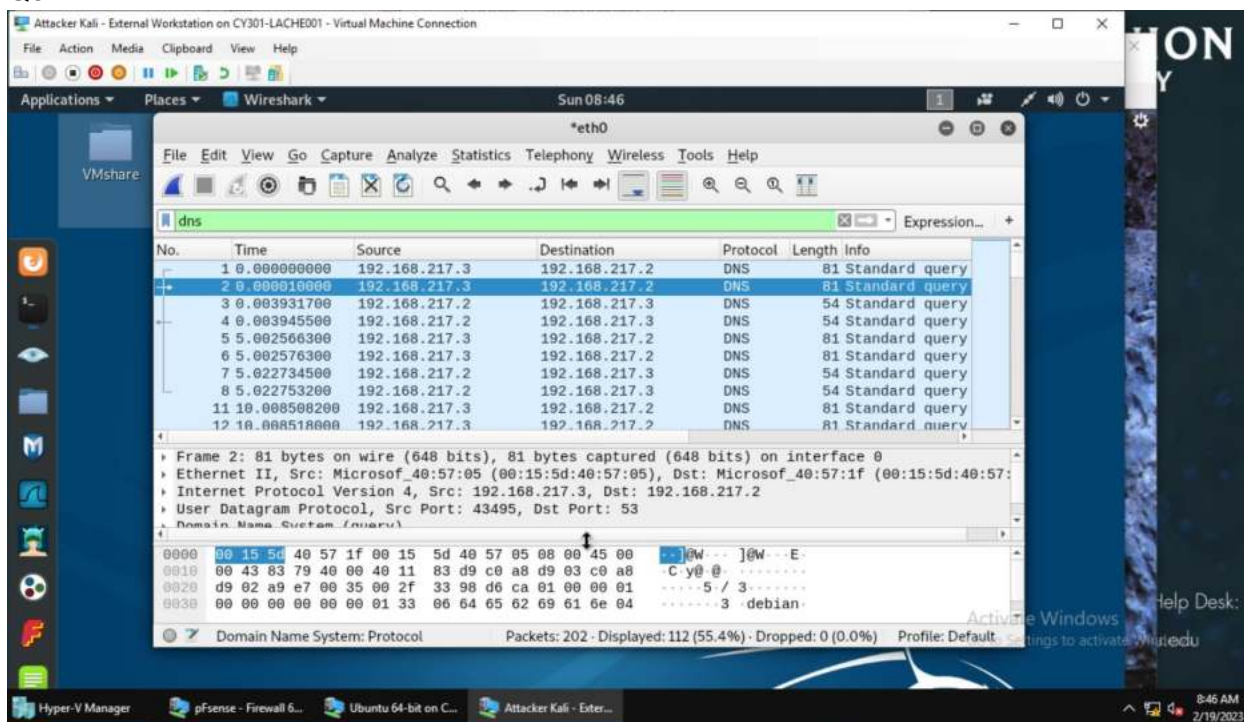 Attacker Kali - External Workstation on CY301-LACHE001 - Virtual Machine Connection
File Action Media Clipboard View Help
ION
Y
Applications Places Wireshark Sun 08:46 1
*eth0
VMshare
File Edit View Go Capture Analyze Statistics Telephony Wireless Tools Help
dns Expression... +
No. Time Source Destination Protocol Length Info
1 0.000000000 192.168.217.3 192.168.217.2 DNS 81 Standard query
2 0.000010000 192.168.217.3 192.168.217.2 DNS 81 Standard query
3 0.003931700 192.168.217.2 192.168.217.3 DNS 54 Standard query
4 0.003945500 192.168.217.2 192.168.217.3 DNS 54 Standard query
5 5.002566300 192.168.217.3 192.168.217.2 DNS 81 Standard query
6 5.002576300 192.168.217.3 192.168.217.2 DNS 81 Standard query
7 5.022734500 192.168.217.2 192.168.217.3 DNS 54 Standard query
8 5.022753200 192.168.217.2 192.168.217.3 DNS 54 Standard query
11 10.008508200 192.168.217.3 192.168.217.2 DNS 81 Standard query
12 10.008518000 192.168.217.3 192.168.217.2 DNS 81 Standard query
Frame 2: 81 bytes on wire (648 bits), 81 bytes captured (648 bits) on interface 0
Ethernet II, Src: Microsof_40:57:05 (00:15:5d:40:57:05), Dst: Microsof_40:57:1f (00:15:5d:40:57:
Internet Protocol Version 4, Src: 192.168.217.3, Dst: 192.168.217.2
User Datagram Protocol, Src Port: 43495, Dst Port: 53
Domain Name System (query)
0000 00 15 5d 40 57 1f 00 15 5d 40 57 05 08 00 45 00 ··]@W··· ]@W···E·
0010 00 43 83 79 40 00 40 11 83 d9 c0 a8 d9 03 c0 a8 ·C·y@·@· ········
0020 d9 02 a9 e7 00 35 00 2f 33 98 d6 ca 01 00 00 01 ·····5·/ 3·······
0030 00 00 00 00 00 00 01 33 06 64 65 62 69 61 6e 04 ·······3 ·debian·
Domain Name System: Protocol Packets: 202 · Displayed: 112 (55.4%) · Dropped: 0 (0.0%) Profile: Default
Help Desk:
Activate Windows
Settings to activate
edu
Hyper-V Manager pFsense - Firewall 6... Ubuntu 64-bit on C... Attacker Kali - Exter...
8:46 AM
2/19/2023